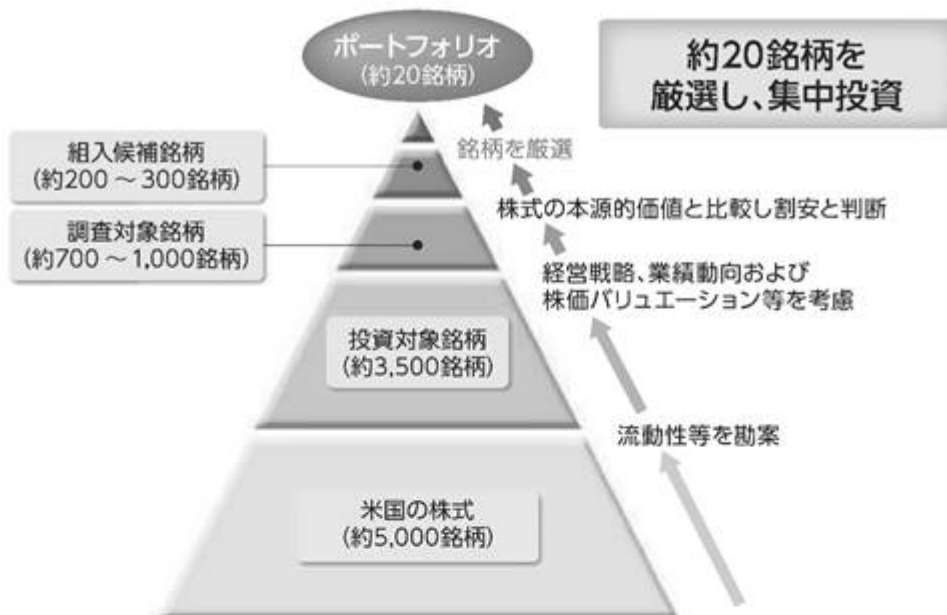 ポートフォリオ
(約20銘柄)
約20銘柄を
厳選し、集中投資
銘柄を厳選
組入候補銘柄
(約200 ～ 300銘柄)
株式の本源的価値と比較し割安と判断
調査対象銘柄
(約700 ～ 1,000銘柄)
経営戦略、業績動向および
株価バリュエーション等を考慮
投資対象銘柄
(約3,500銘柄)
流動性等を勘案
米国の株式
(約5,000銘柄)